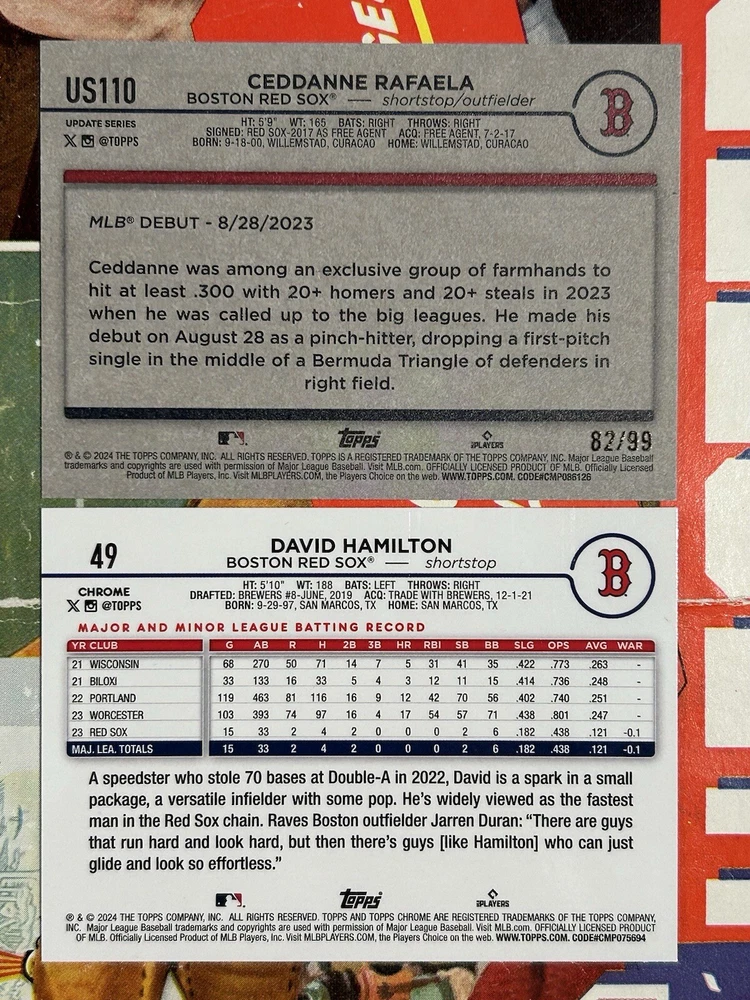 US110
CEDDANNE RAFAELA
BOSTON RED SOX® — shortstop/outfielder
B
UPDATE SERIES
X @TOPPS
HT: 5'9" WT: 165 BATS: RIGHT THROWS: RIGHT
SIGNED: RED SOX-2017 AS FREE AGENT ACQ: FREE AGENT, 7-2-17
BORN: 9-18-00, WILLEMSTAD, CURACAO HOME: WILLEMSTAD, CURACAO
MLB® DEBUT - 8/28/2023
Ceddanne was among an exclusive group of farmhands to
hit at least .300 with 20+ homers and 20+ steals in 2023
when he was called up to the big leagues. He made his
debut on August 28 as a pinch-hitter, dropping a first-pitch
single in the middle of a Bermuda Triangle of defenders in
right field.
Topps PLAYERS 82/99
® & © 2024 THE TOPPS COMPANY, INC. ALL RIGHTS RESERVED. TOPPS IS A REGISTERED TRADEMARK OF THE TOPPS COMPANY, INC. Major League Baseball
trademarks and copyrights are used with permission of Major League Baseball. Visit MLB.com. OFFICIALLY LICENSED PRODUCT OF MLB. Officially Licensed
Product of MLB Players, Inc. Visit MLBPLAYERS.COM, the Players Choice on the web. WWW.TOPPS.COM. CODE#CMP086126
49
DAVID HAMILTON
BOSTON RED SOX® — shortstop
B
CHROME
X @TOPPS
HT: 5'10" WT: 188 BATS: LEFT THROWS: RIGHT
DRAFTED: BREWERS #8-JUNE, 2019 ACQ: TRADE WITH BREWERS, 12-1-21
BORN: 9-29-97, SAN MARCOS, TX HOME: SAN MARCOS, TX
MAJOR AND MINOR LEAGUE BATTING RECORD
YR CLUB G AB R H 2B 3B HR RBI SB BB SLG OPS AVG WAR
21 WISCONSIN 68 270 50 71 14 7 5 31 41 35 .422 .773 .263 -
21 BILOXI 33 133 16 33 5 4 3 12 11 15 .414 .736 .248 -
22 PORTLAND 119 463 81 116 16 9 12 42 70 56 .402 .740 .251 -
23 WORCESTER 103 393 74 97 16 4 17 54 57 71 .438 .801 .247 -
23 RED SOX 15 33 2 4 2 0 0 0 2 6 .182 .438 .121 -0.1
MAJ. LEA. TOTALS 15 33 2 4 2 0 0 0 2 6 .182 .438 .121 -0.1
A speedster who stole 70 bases at Double-A in 2022, David is a spark in a small
package, a versatile infielder with some pop. He's widely viewed as the fastest
man in the Red Sox chain. Raves Boston outfielder Jarren Duran: “There are guys
that run hard and look hard, but then there's guys [like Hamilton] who can just
glide and look so effortless.”
Topps PLAYERS
® & © 2024 THE TOPPS COMPANY, INC. ALL RIGHTS RESERVED. TOPPS AND TOPPS CHROME ARE REGISTERED TRADEMARKS OF THE TOPPS COMPANY,
INC. Major League Baseball trademarks and copyrights are used with permission of Major League Baseball. Visit MLB.com. OFFICIALLY LICENSED PRODUCT
OF MLB. Officially Licensed Product of MLB Players, Inc. Visit MLBPLAYERS.COM, the Players Choice on the web. WWW.TOPPS.COM. CODE#CMP075694